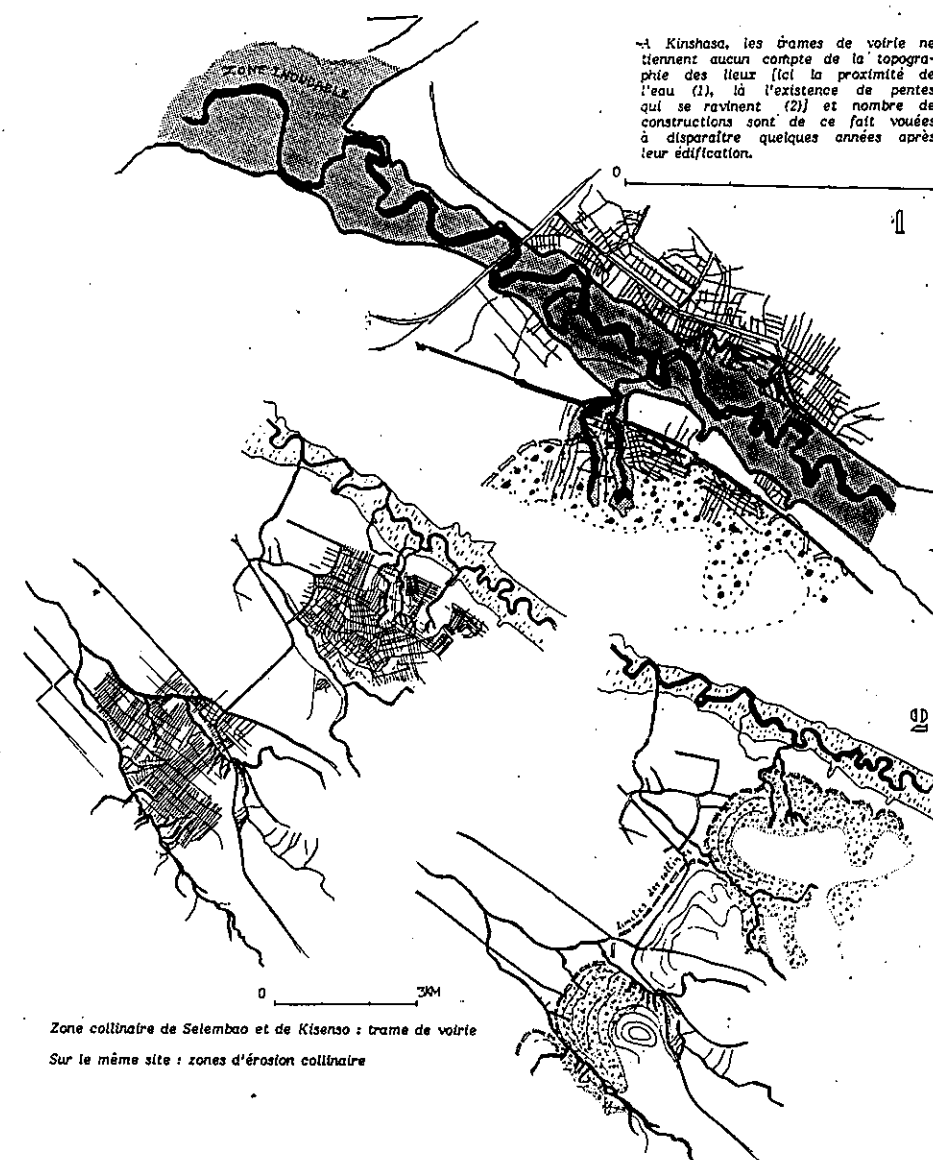 A Kinshasa, les trames de voirie ne
tiennent aucun compte de la topogra-
phie des lieux [ici la proximité de
l'eau (1), là l'existence de pentes
qui se ravinent (2)] et nombre de
constructions sont de ce fait vouées
à disparaître quelques années après
leur édification.
ZONE INONDABLE
0
1
2
Limites des collines
0 3KM
Zone collinaire de Selembao et de Kisenso : trame de voirie
Sur le même site : zones d'érosion collinaire